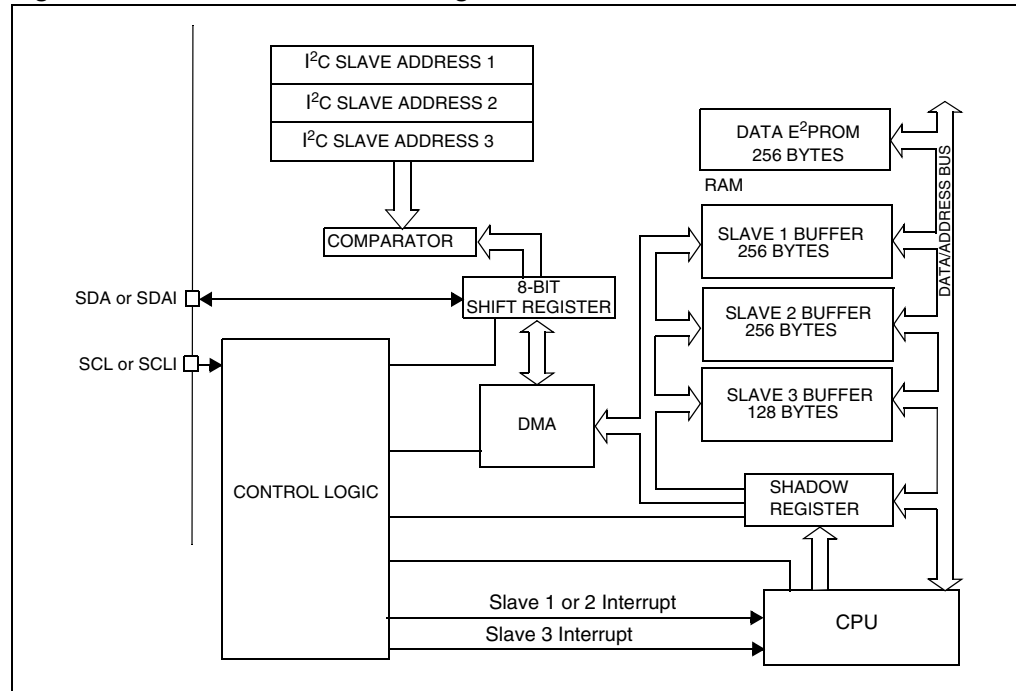 I²C SLAVE ADDRESS 1
I²C SLAVE ADDRESS 2
I²C SLAVE ADDRESS 3
COMPARATOR
8-BIT
SHIFT REGISTER
SDA or SDAI
SCL or SCLI
CONTROL LOGIC
DMA
DATA E²PROM
256 BYTES
RAM
SLAVE 1 BUFFER
256 BYTES
SLAVE 2 BUFFER
256 BYTES
SLAVE 3 BUFFER
128 BYTES
DATA/ADDRESS BUS
SHADOW
REGISTER
Slave 1 or 2 Interrupt
Slave 3 Interrupt
CPU